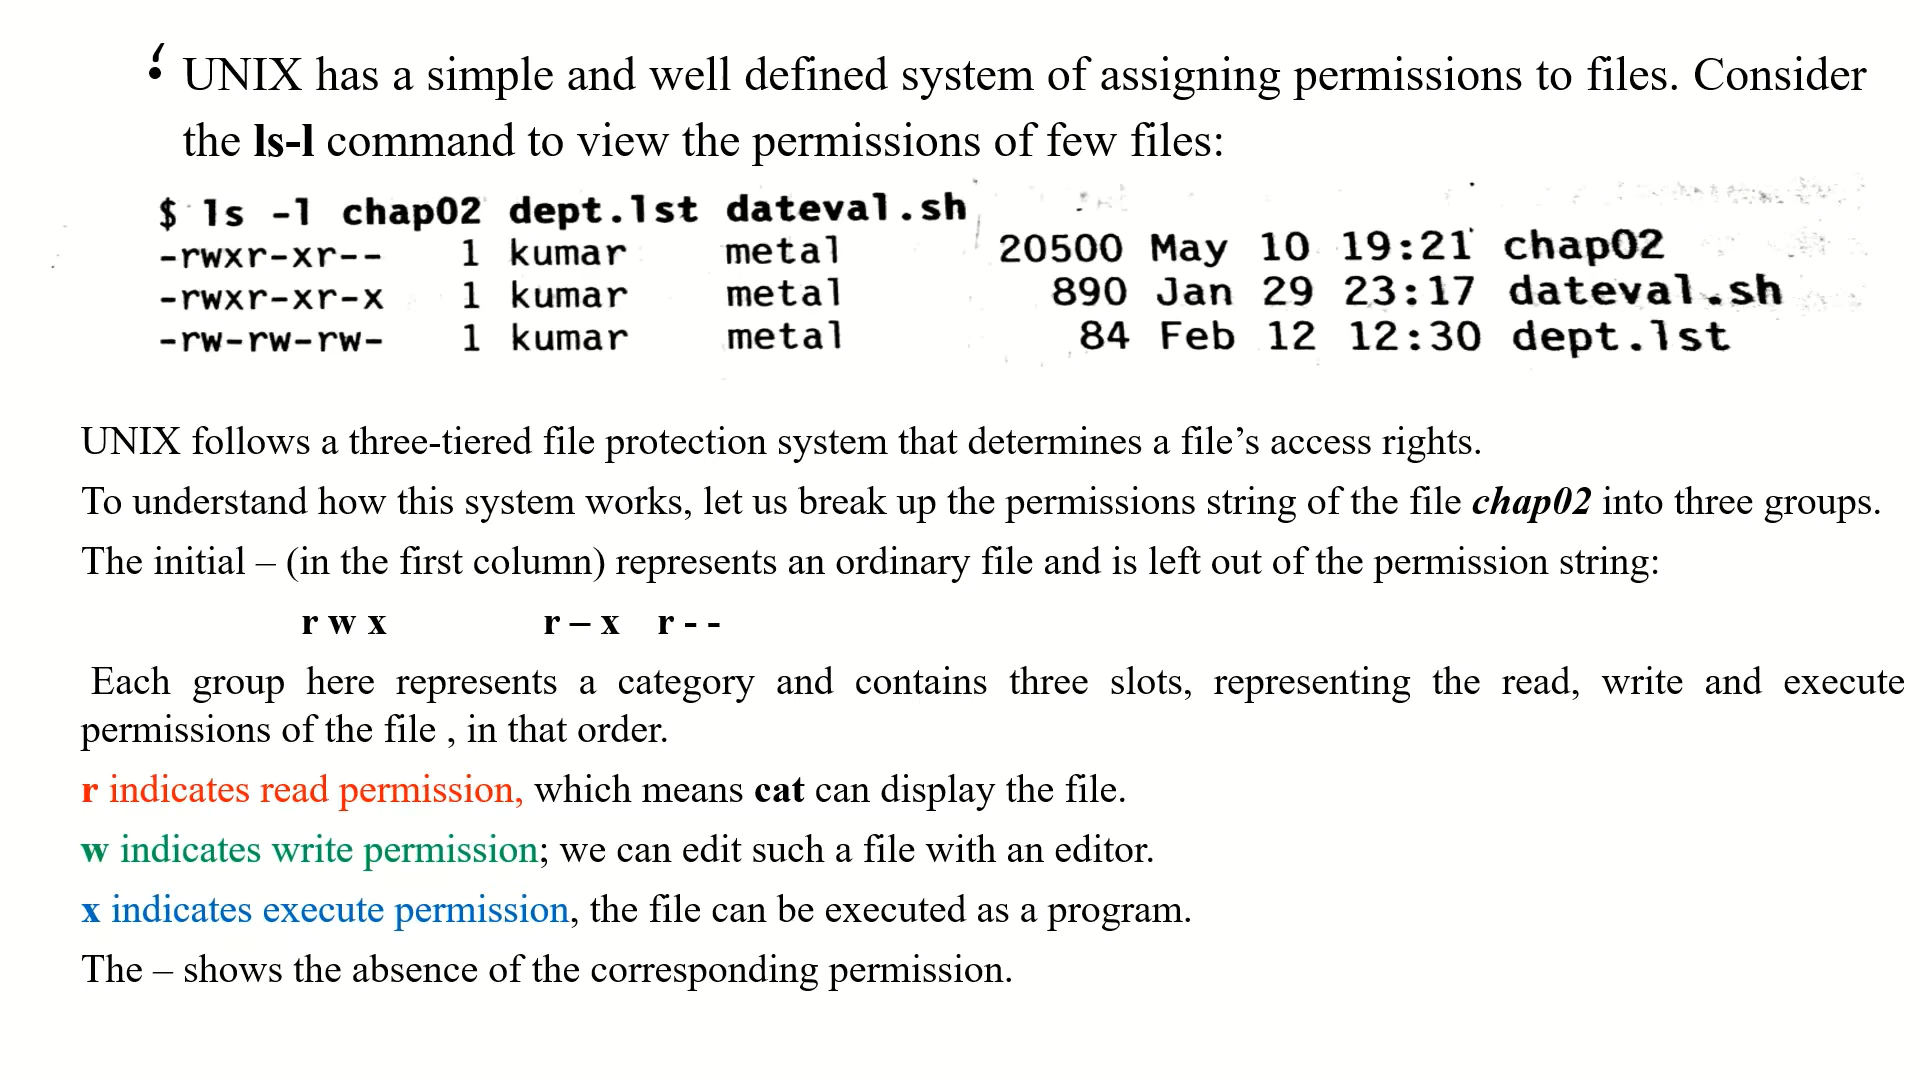 UNIX has a simple and well defined system of assigning permissions to files. Consider
the ls-l command to view the permissions of few files:
$ ls -l chap02 dept.lst dateval.sh
-rwxr-xr-- 1 kumar metal 20500 May 10 19:21 chap02
-rwxr-xr-x 1 kumar metal 890 Jan 29 23:17 dateval.sh
-rw-rw-rw- 1 kumar metal 84 Feb 12 12:30 dept.lst
UNIX follows a three-tiered file protection system that determines a file’s access rights.
To understand how this system works, let us break up the permissions string of the file chap02 into three groups.
The initial – (in the first column) represents an ordinary file and is left out of the permission string:
r w x r – x r - -
Each group here represents a category and contains three slots, representing the read, write and execute
permissions of the file , in that order.
r indicates read permission, which means cat can display the file.
w indicates write permission; we can edit such a file with an editor.
x indicates execute permission, the file can be executed as a program.
The – shows the absence of the corresponding permission.